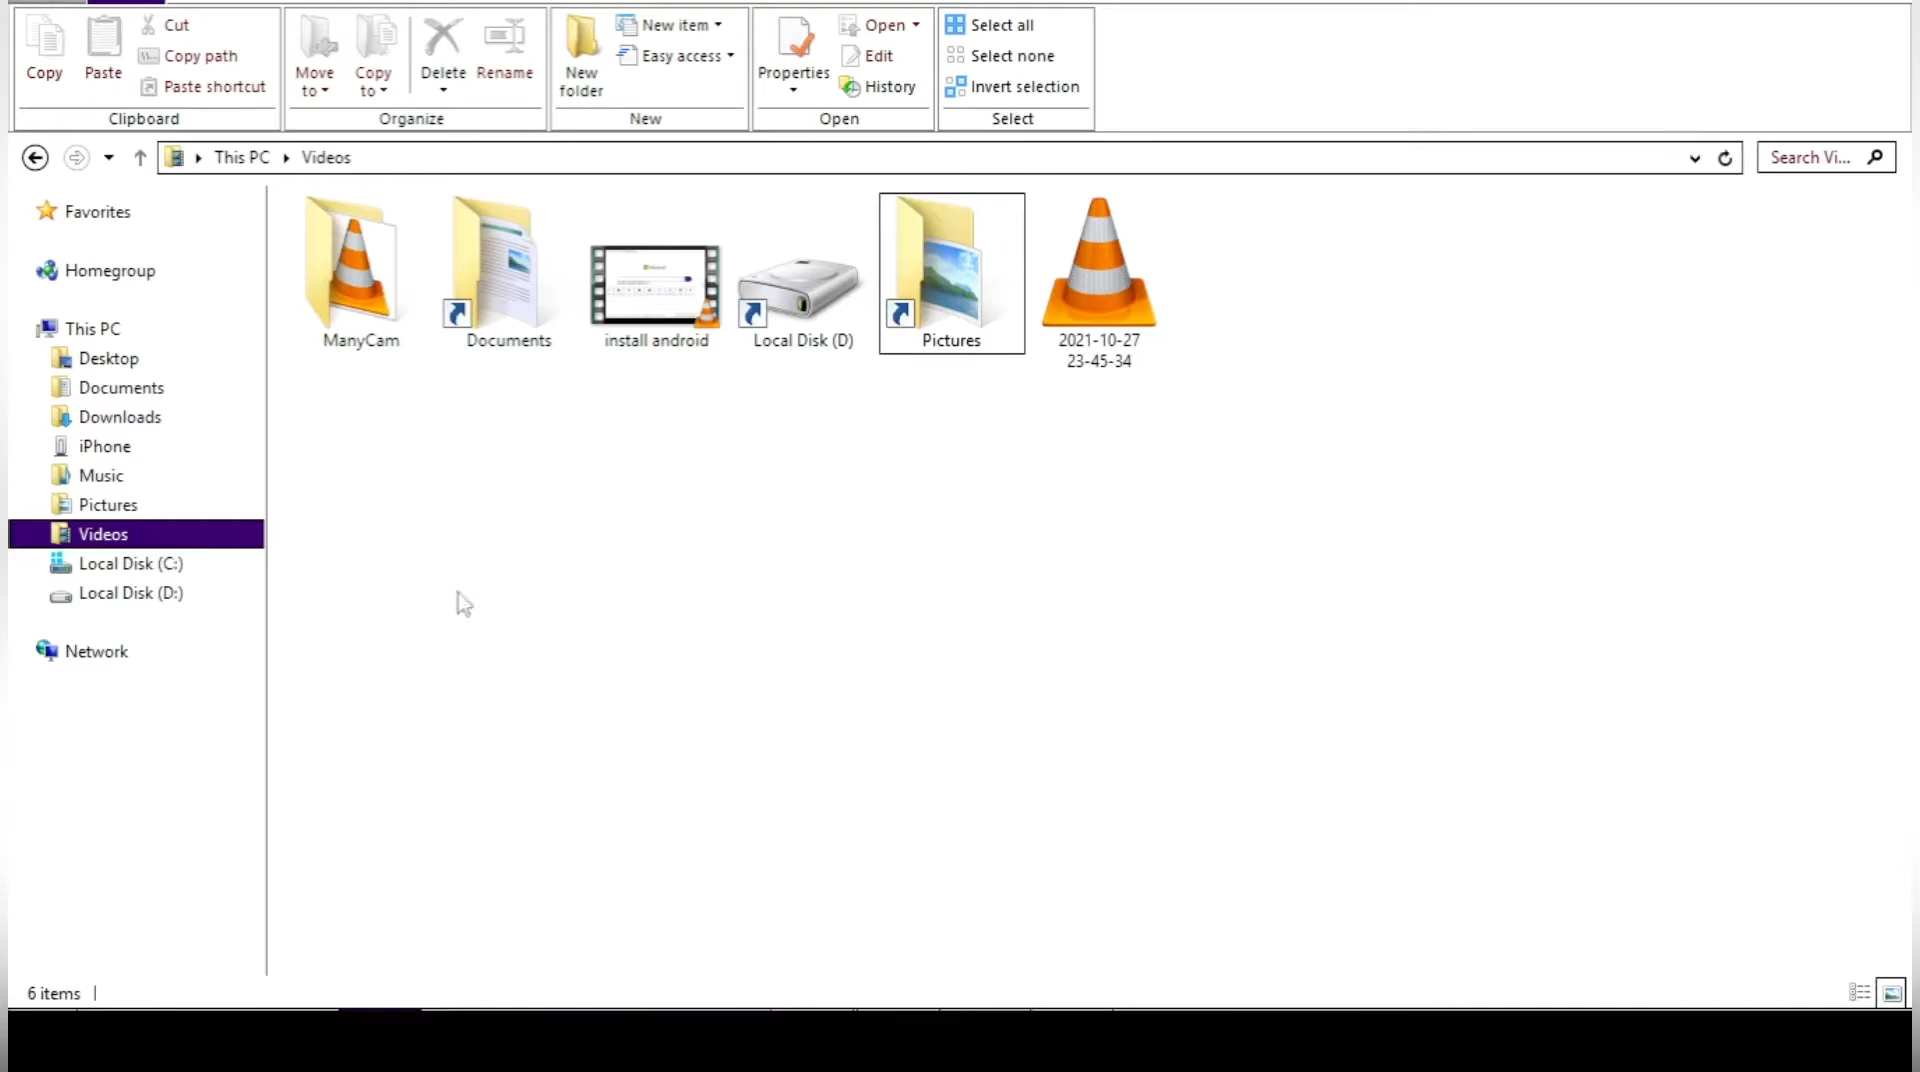 Copy
Paste
Cut
Copy path
Paste shortcut
Clipboard
Move to
Copy to
Delete
Rename
Organize
New folder
New item
Easy access
New
Properties
Open
Edit
History
Open
Select all
Select none
Invert selection
Select
This PC
Videos
Search Vi...
Favorites
Homegroup
This PC
Desktop
Documents
Downloads
iPhone
Music
Pictures
Videos
Local Disk (C:)
Local Disk (D:)
Network
ManyCam
Documents
install android
Local Disk (D)
Pictures
2021-10-27
23-45-34
6 items